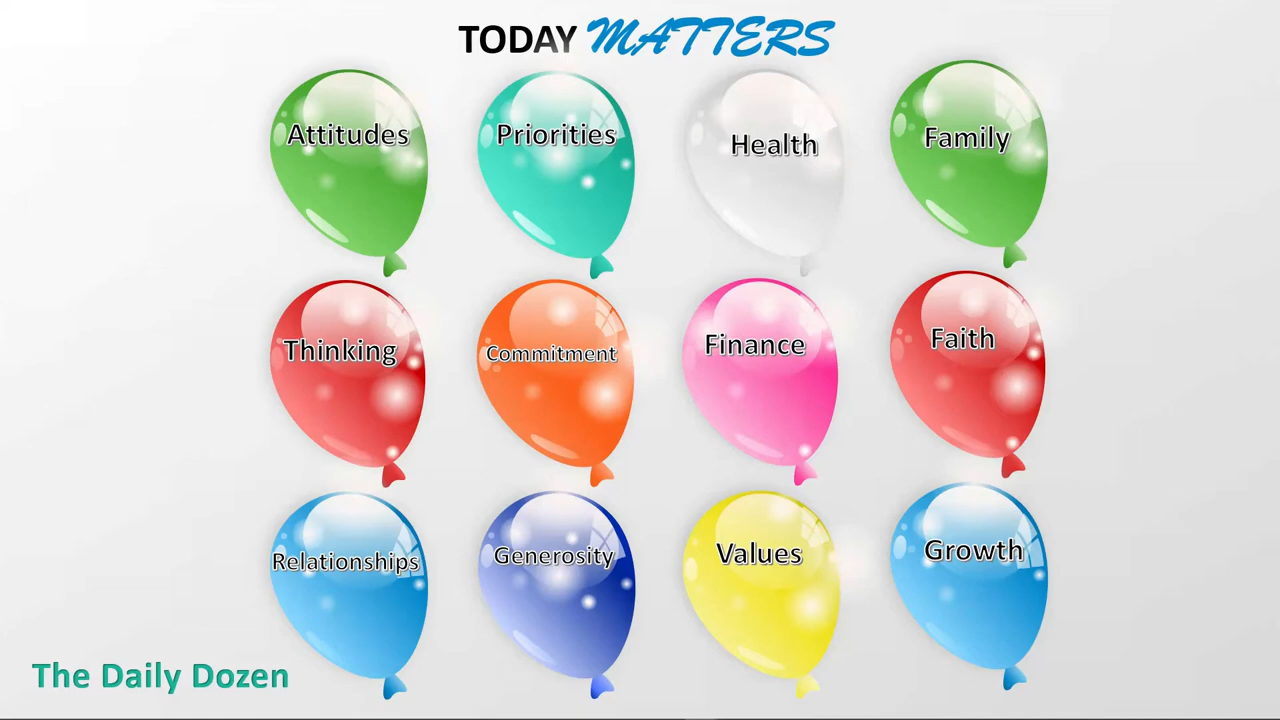 TODAY MATTERS
Attitudes
Priorities
Health
Family
Thinking
Commitment
Finance
Faith
Relationships
Generosity
Values
Growth
The Daily Dozen